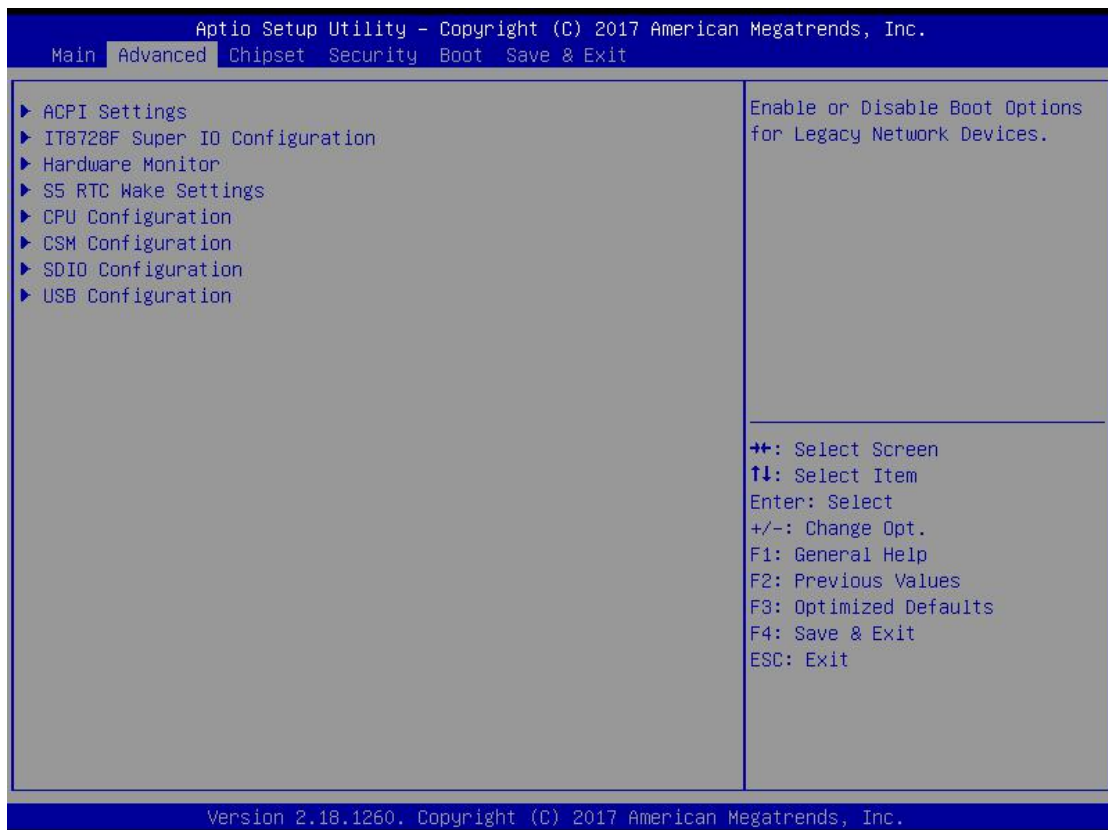 Aptio Setup Utility – Copyright (C) 2017 American Megatrends, Inc.
Main Advanced Chipset Security Boot Save & Exit
► ACPI Settings
► IT8728F Super IO Configuration
► Hardware Monitor
► S5 RTC Wake Settings
► CPU Configuration
► CSM Configuration
► SDIO Configuration
► USB Configuration
Enable or Disable Boot Options
for Legacy Network Devices.
→←: Select Screen
↑↓: Select Item
Enter: Select
+/-: Change Opt.
F1: General Help
F2: Previous Values
F3: Optimized Defaults
F4: Save & Exit
ESC: Exit
Version 2.18.1260. Copyright (C) 2017 American Megatrends, Inc.